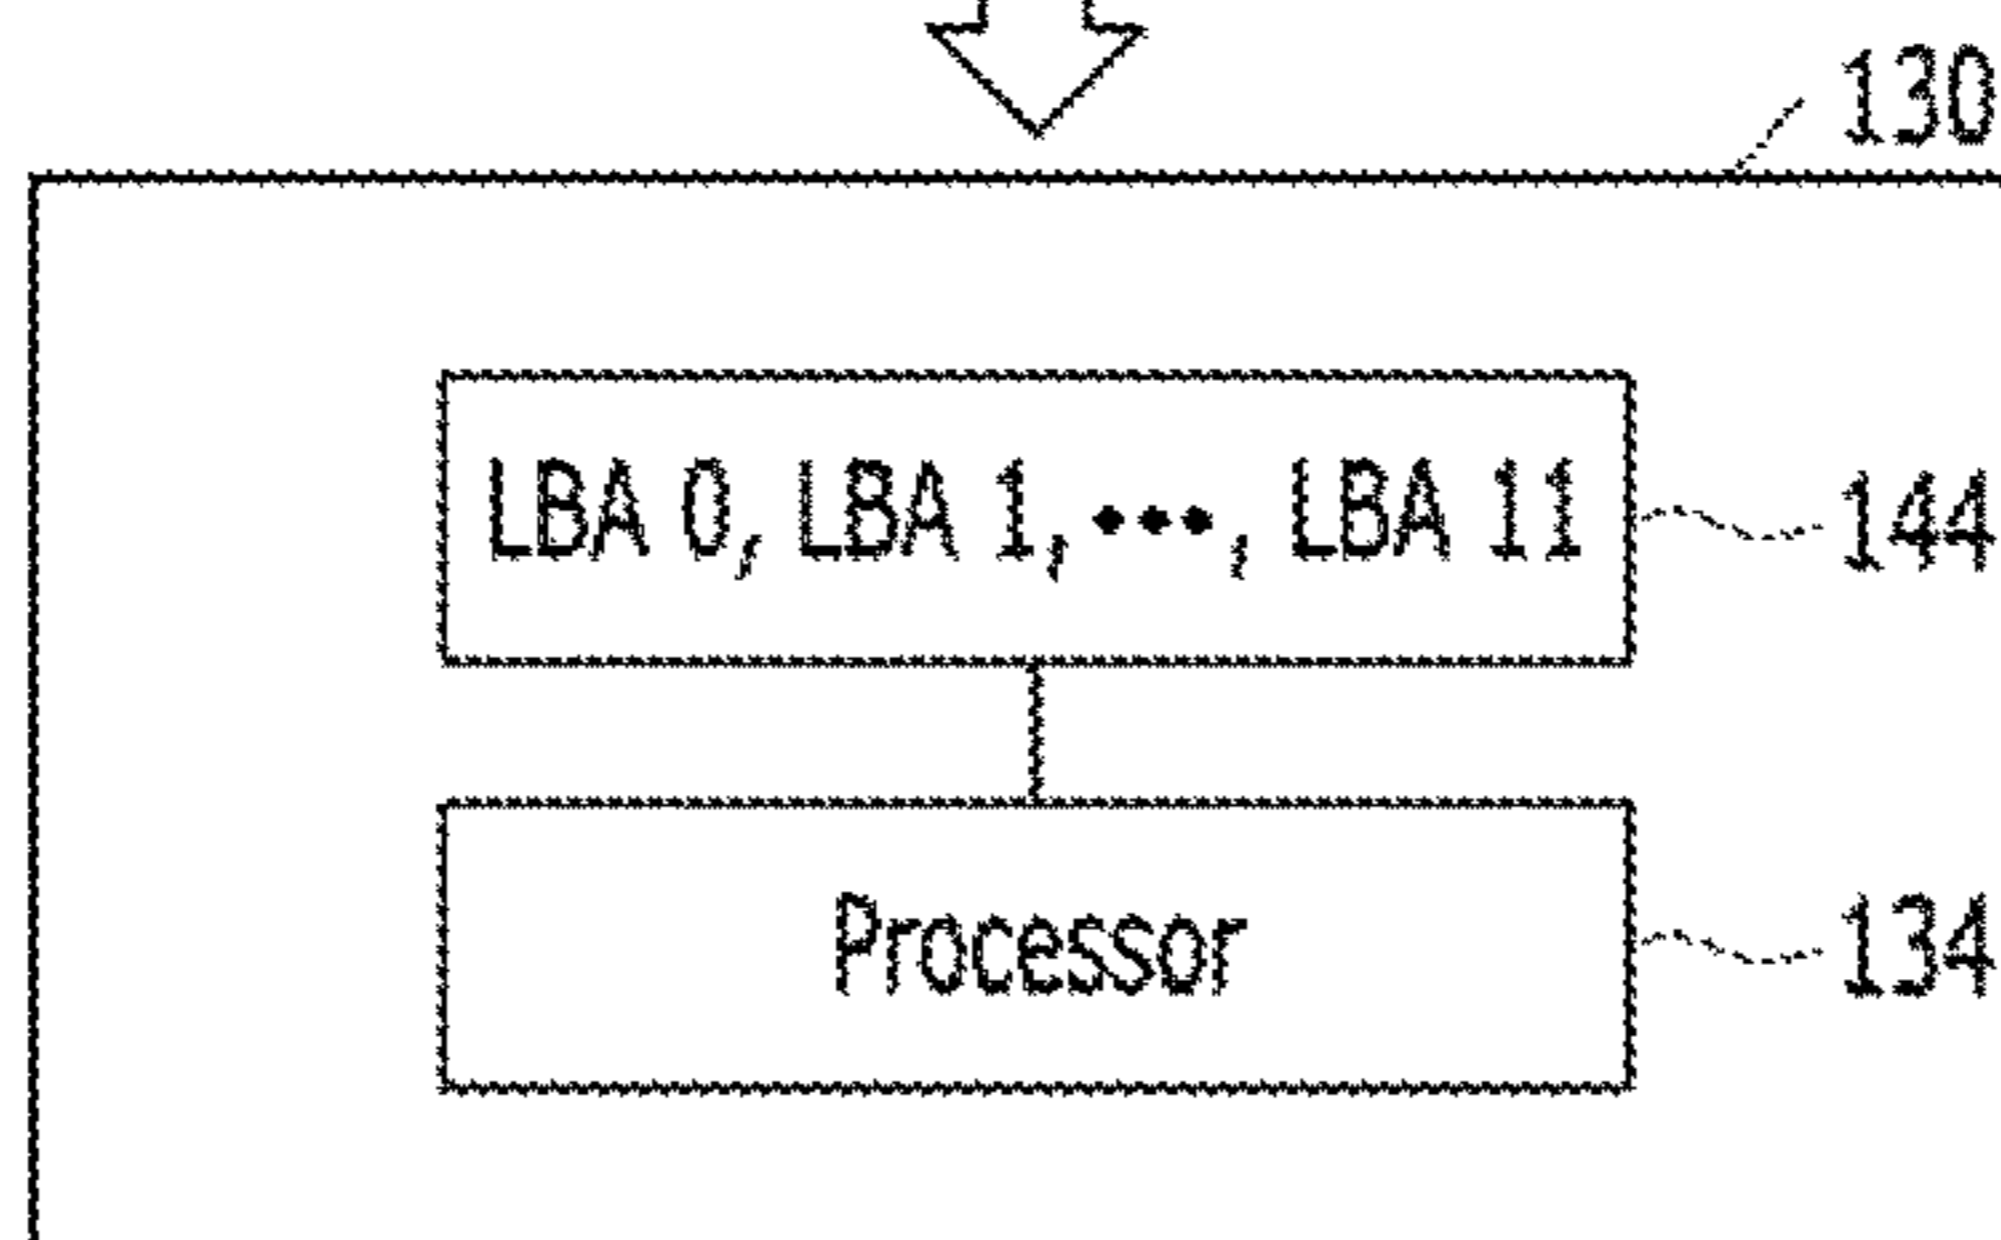 130
LBA 0, LBA 1, •••, LBA 11
144
Processor
134